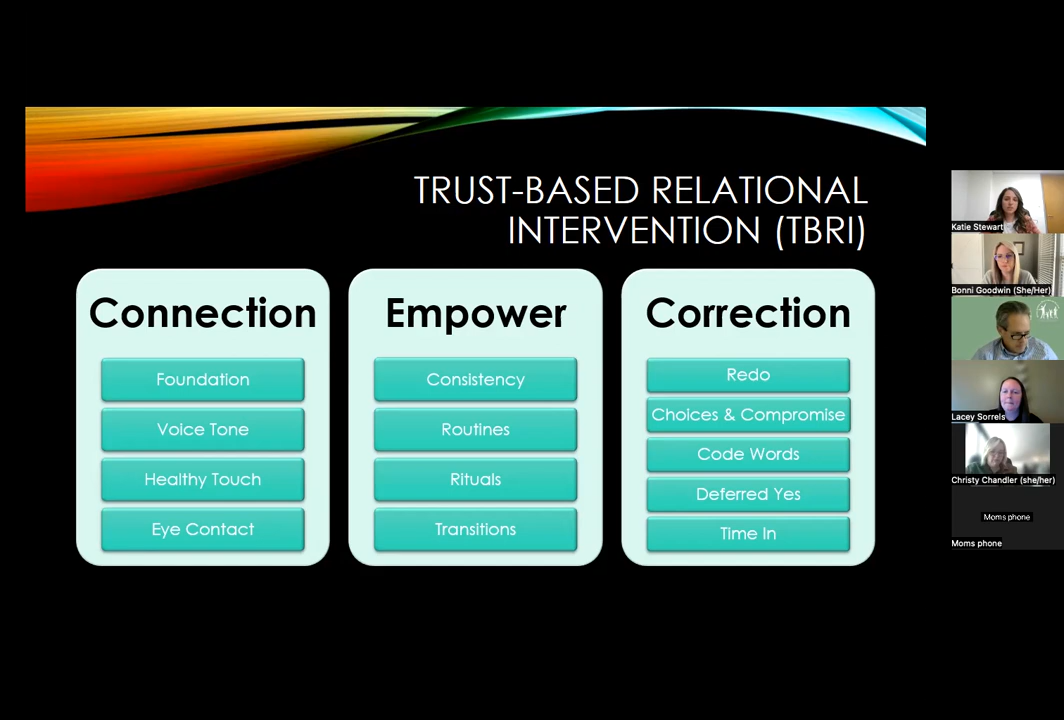 TRUST-BASED RELATIONAL
INTERVENTION (TBRI)
Connection
Foundation
Voice Tone
Healthy Touch
Eye Contact
Empower
Consistency
Routines
Rituals
Transitions
Correction
Redo
Choices & Compromise
Code Words
Deferred Yes
Time In
Katie Stewart
Bonni Goodwin (She/Her)
Lacey Sorrels
Christy Chandler (she/her)
Moms phone
Moms phone